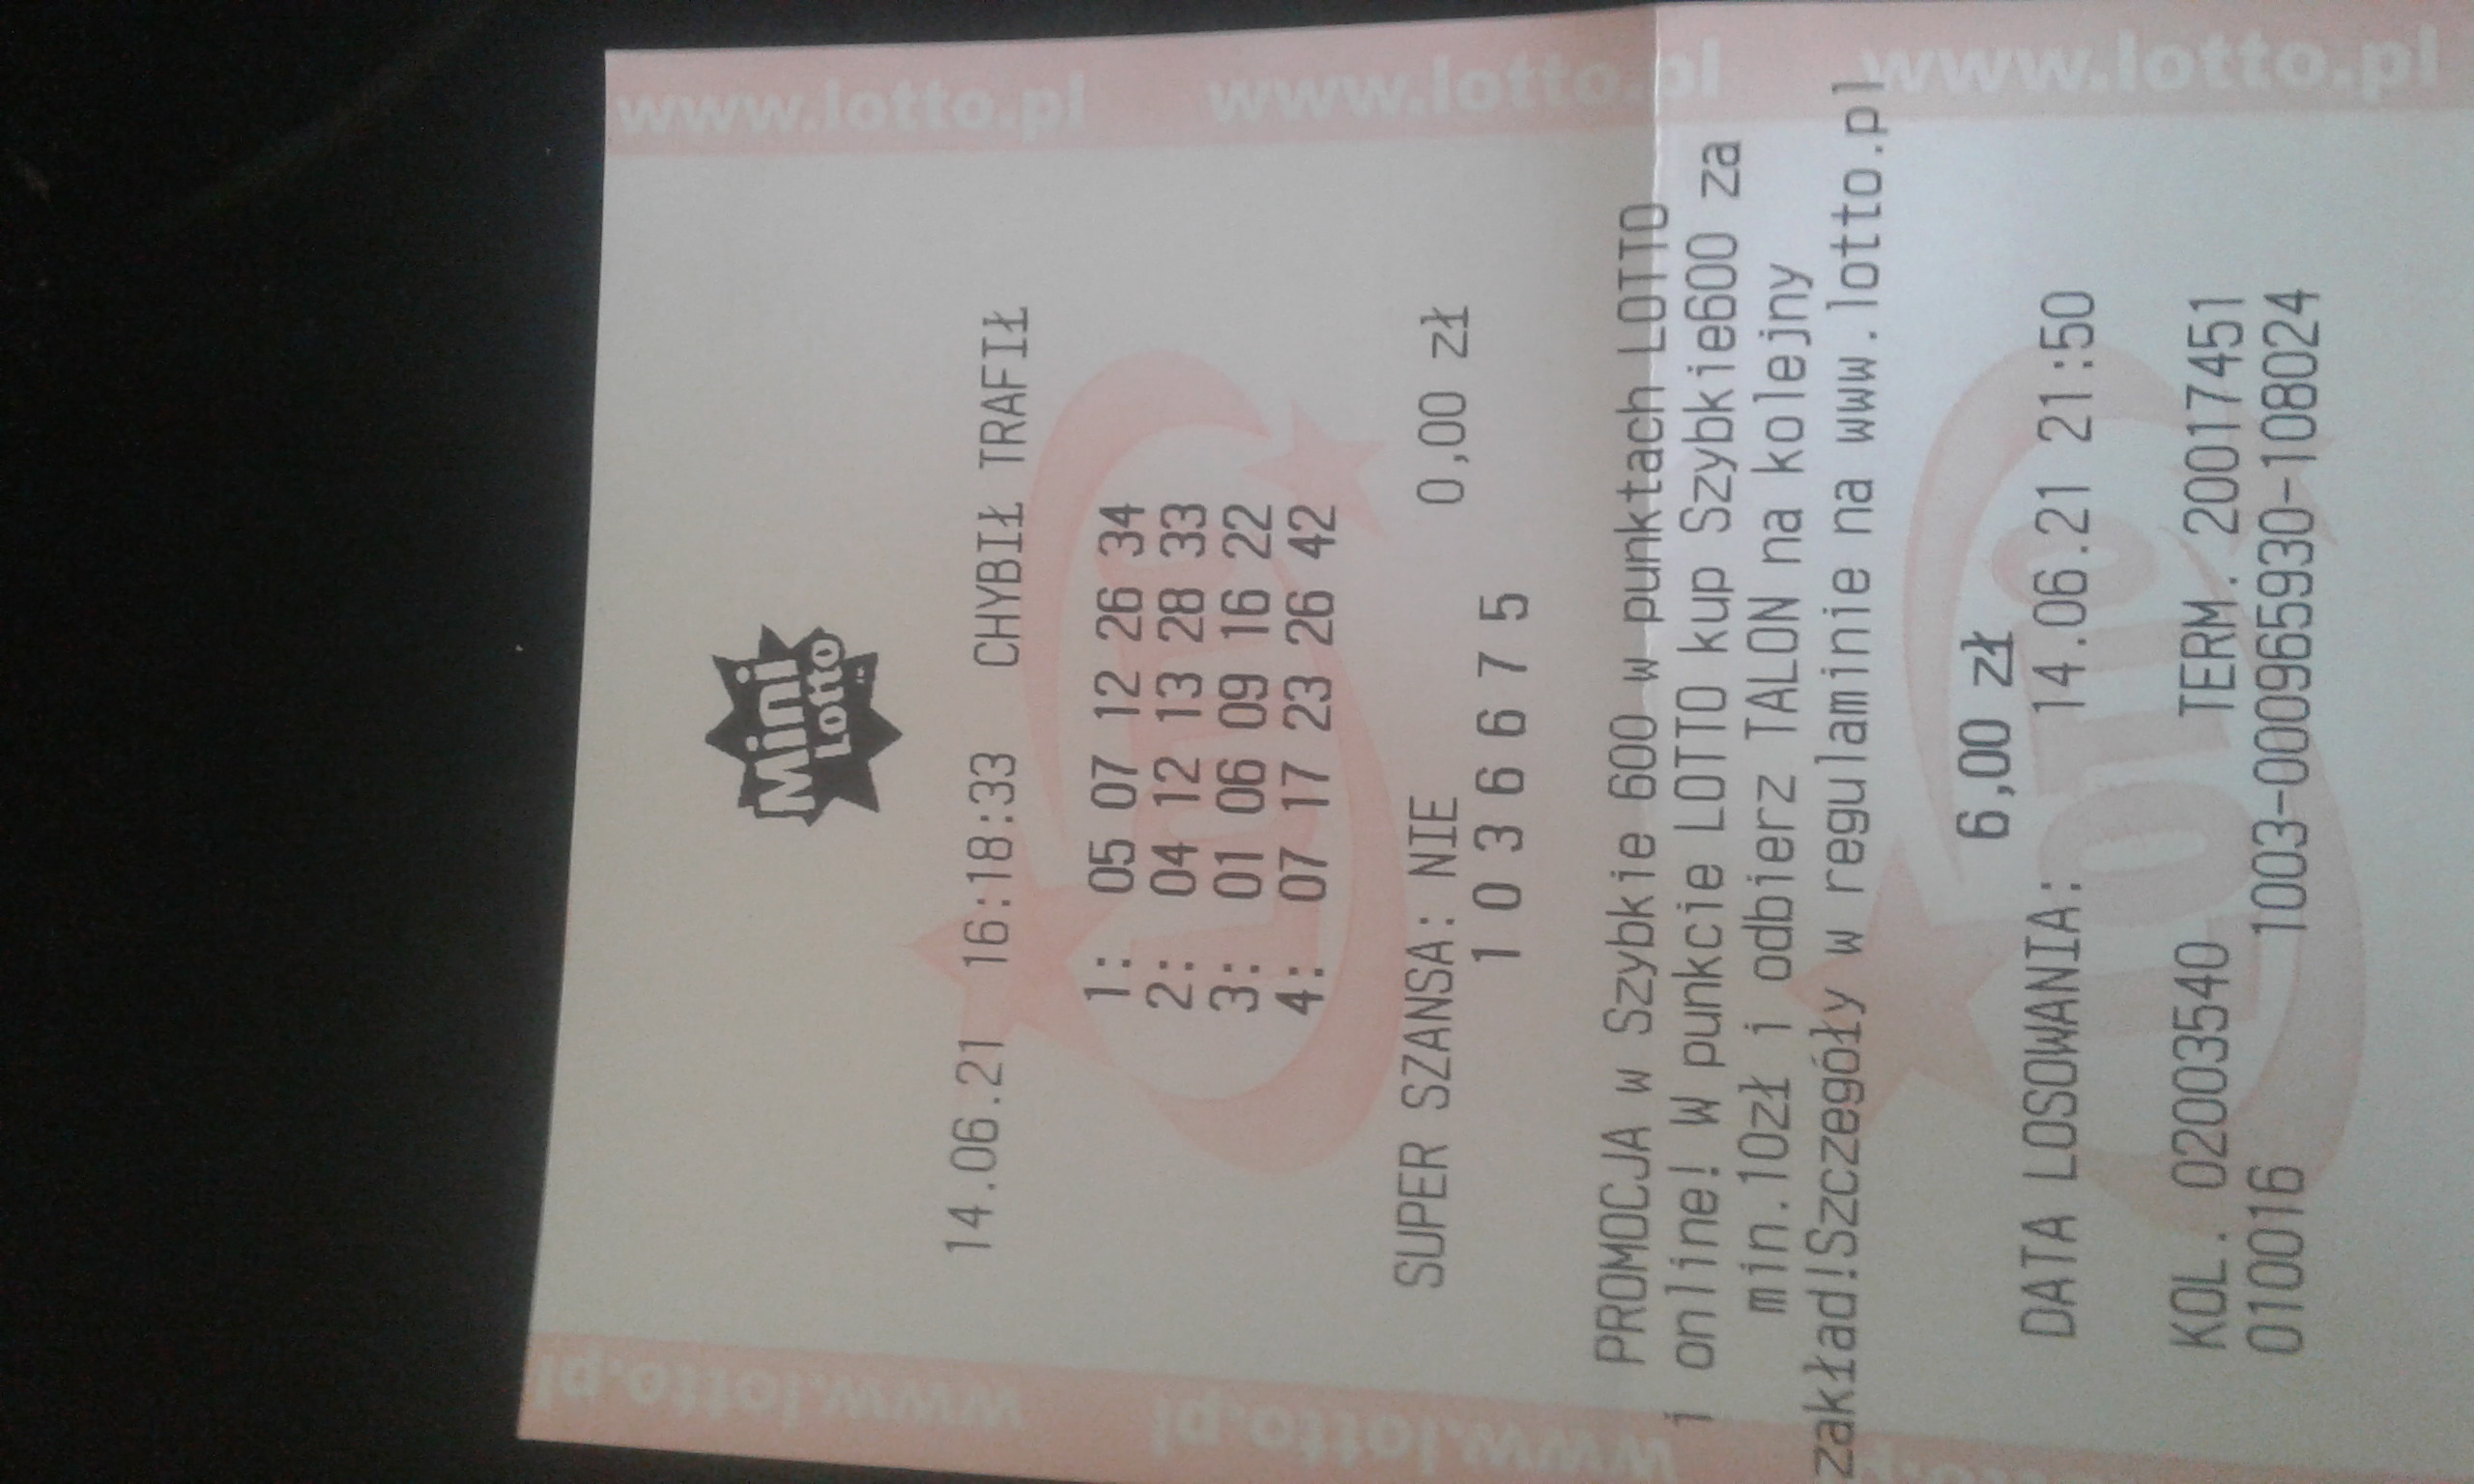 www.lotto.pl www.lotto.pl www.lotto.pl
Mini
Lotto
14.06.21 16:18:33 CHYBIŁ TRAFIŁ
1: 05 07 12 26 34
2: 04 12 13 28 33
3: 01 06 09 16 22
4: 07 17 23 26 42
SUPER SZANSA: NIE 0,00 zł
1 0 3 6 6 7 5
PROMOCJA w Szybkie 600 w punktach LOTTO
i online! W punkcie LOTTO kup Szybkie600 za
min.10zł i odbierz TALON na kolejny
zakład!Szczegóły w regulaminie na www.lotto.pl
6,00 zł
DATA LOSOWANIA: 14.06.21 21:50
KOL. 02003540 TERM. 20017451
010016 1003-000965930-108024
www.lotto.pl www.lotto.pl